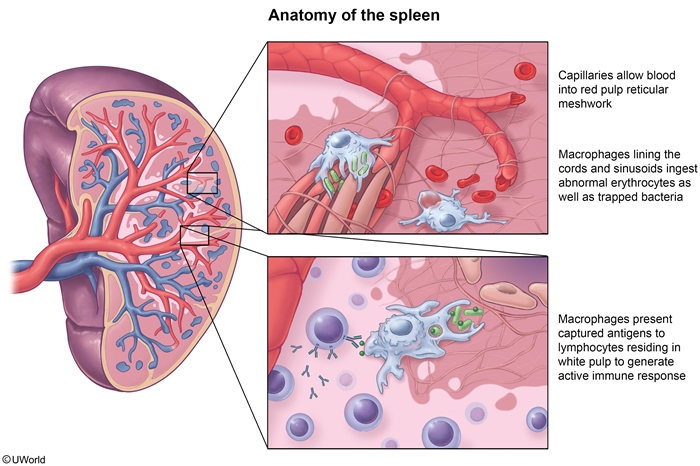 Anatomy of the spleen
Capillaries allow blood
into red pulp reticular
meshwork
Macrophages lining the
cords and sinusoids ingest
abnormal erythrocytes as
well as trapped bacteria
Macrophages present
captured antigens to
lymphocytes residing in
white pulp to generate
active immune response
©UWorld